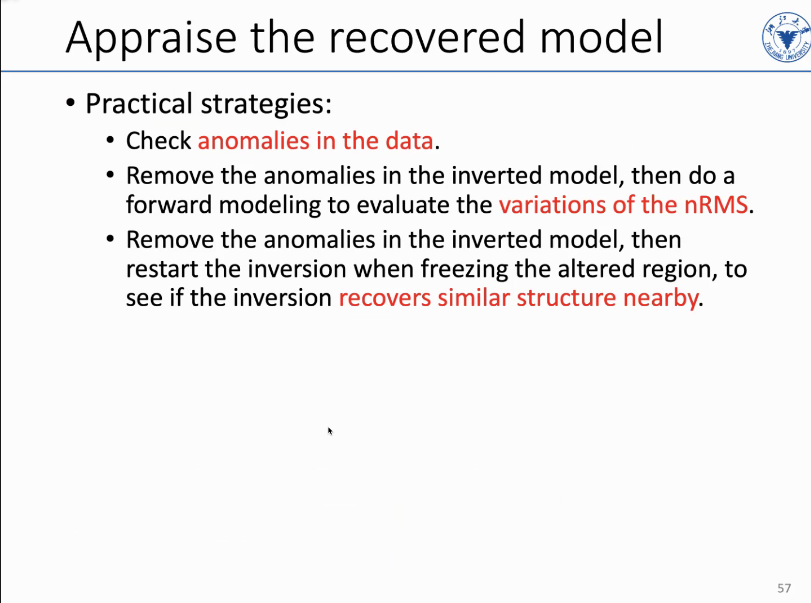 Appraise the recovered model
• Practical strategies:
• Check anomalies in the data.
• Remove the anomalies in the inverted model, then do a
forward modeling to evaluate the variations of the nRMS.
• Remove the anomalies in the inverted model, then
restart the inversion when freezing the altered region, to
see if the inversion recovers similar structure nearby.
57